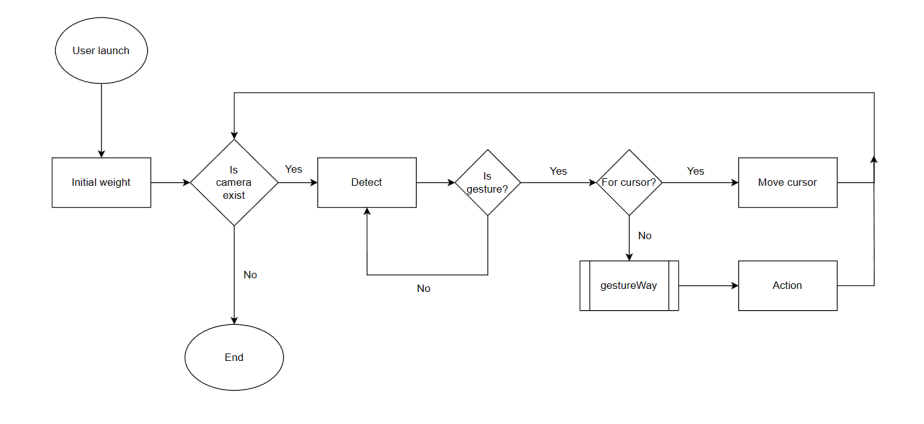 User launch
Initial weight
Is
camera
exist
Yes
Detect
Is
gesture?
Yes
For cursor?
Yes
Move cursor
No
No
No
gestureWay
Action
End